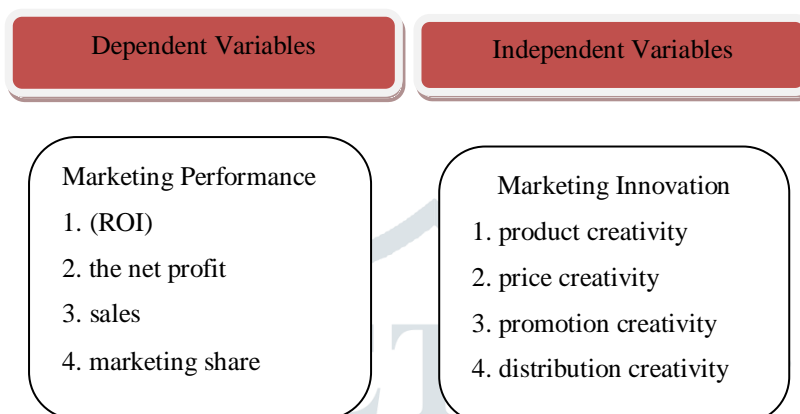 Dependent Variables
Independent Variables
Marketing Performance
1. (ROI)
2. the net profit
3. sales
4. marketing share
Marketing Innovation
1. product creativity
2. price creativity
3. promotion creativity
4. distribution creativity